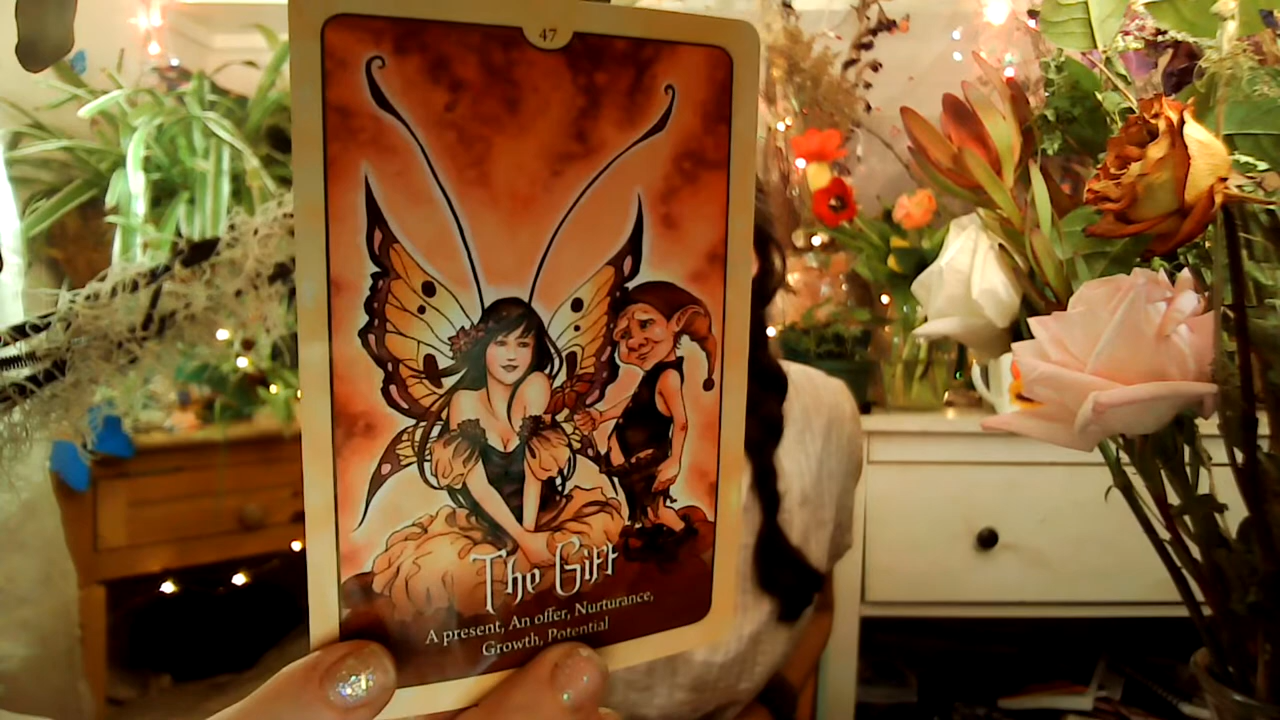 47
The Gift
A present, An offer, Nurturance,
Growth, Potential